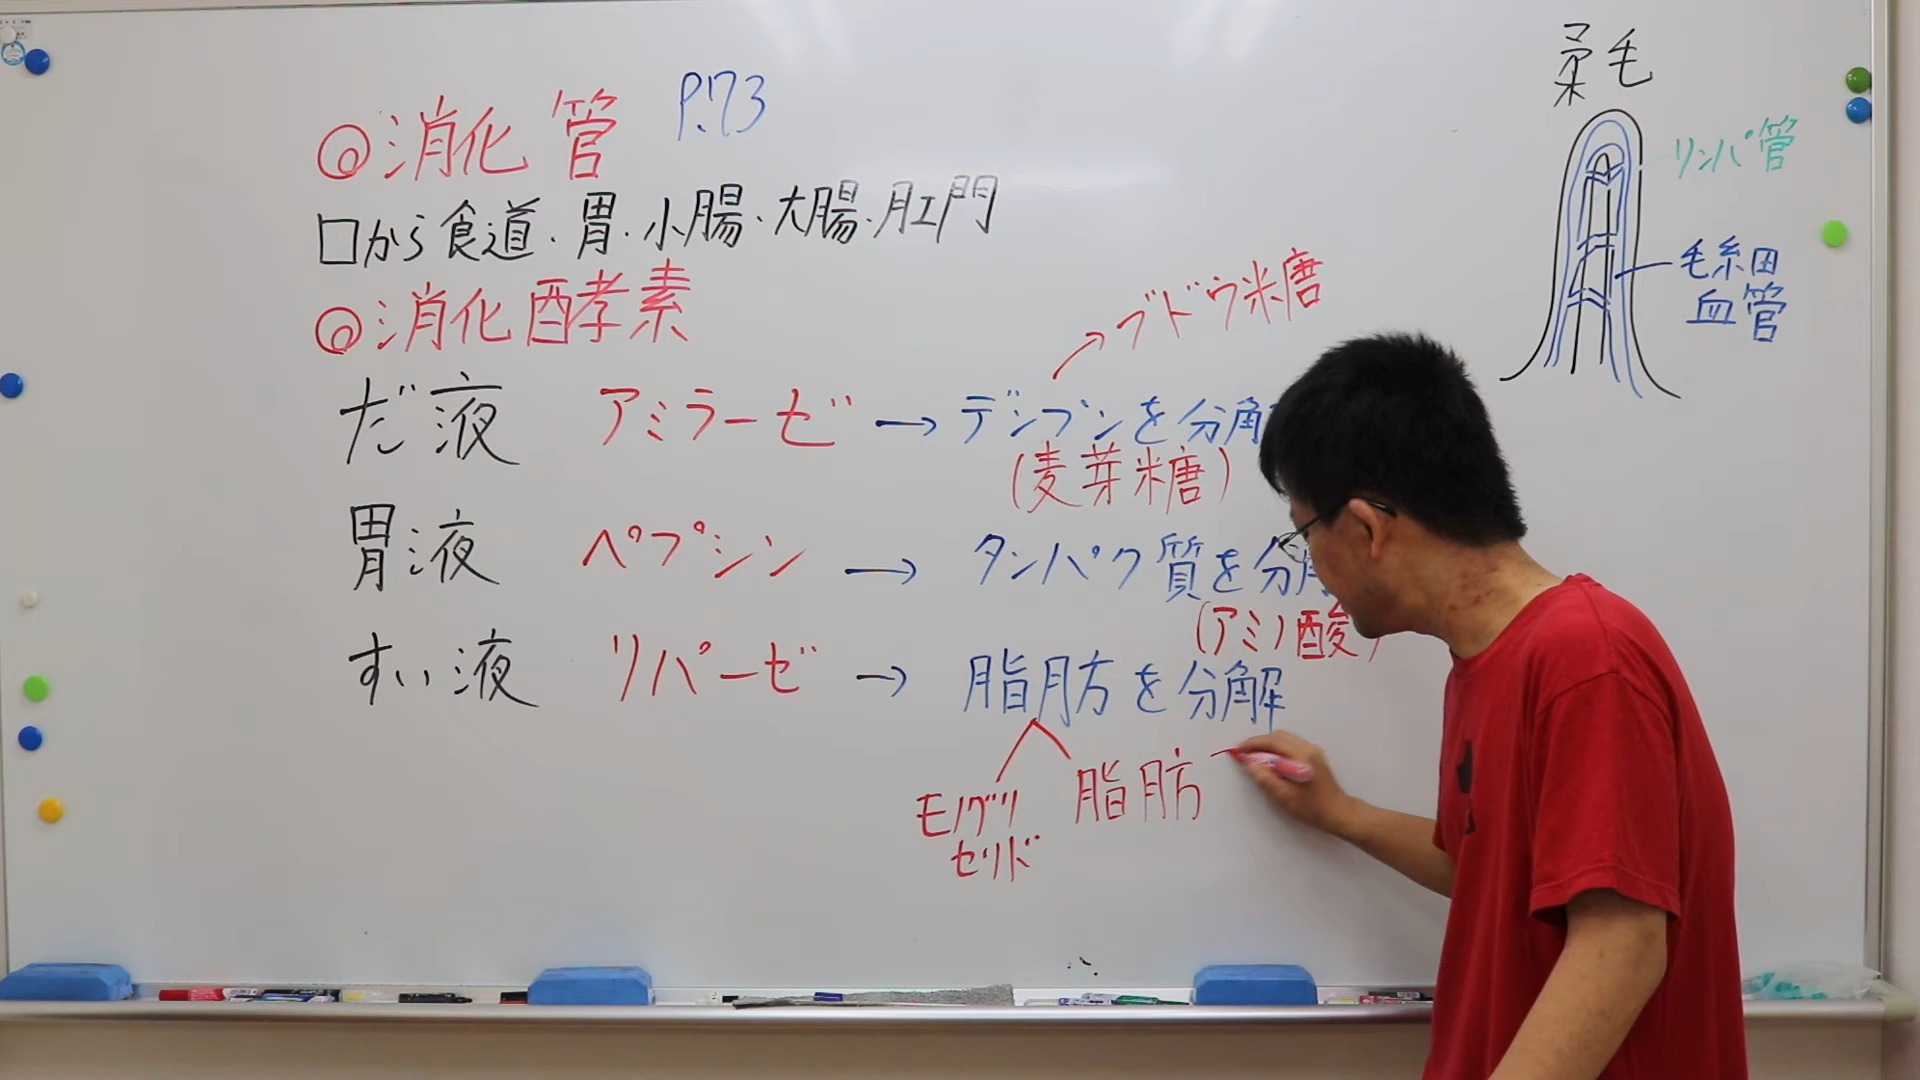 ◎消化管 P.173
口から食道・胃・小腸・大腸・肛門
◎消化酵素
ブドウ糖
だ液 アミラーゼ → デンプンを分解
(麦芽糖)
胃液 ペプシン → タンパク質を分解
(アミノ酸)
すい液 リパーゼ → 脂肪を分解
モノグリ
セリド
脂肪
柔毛
リンパ管
毛細
血管